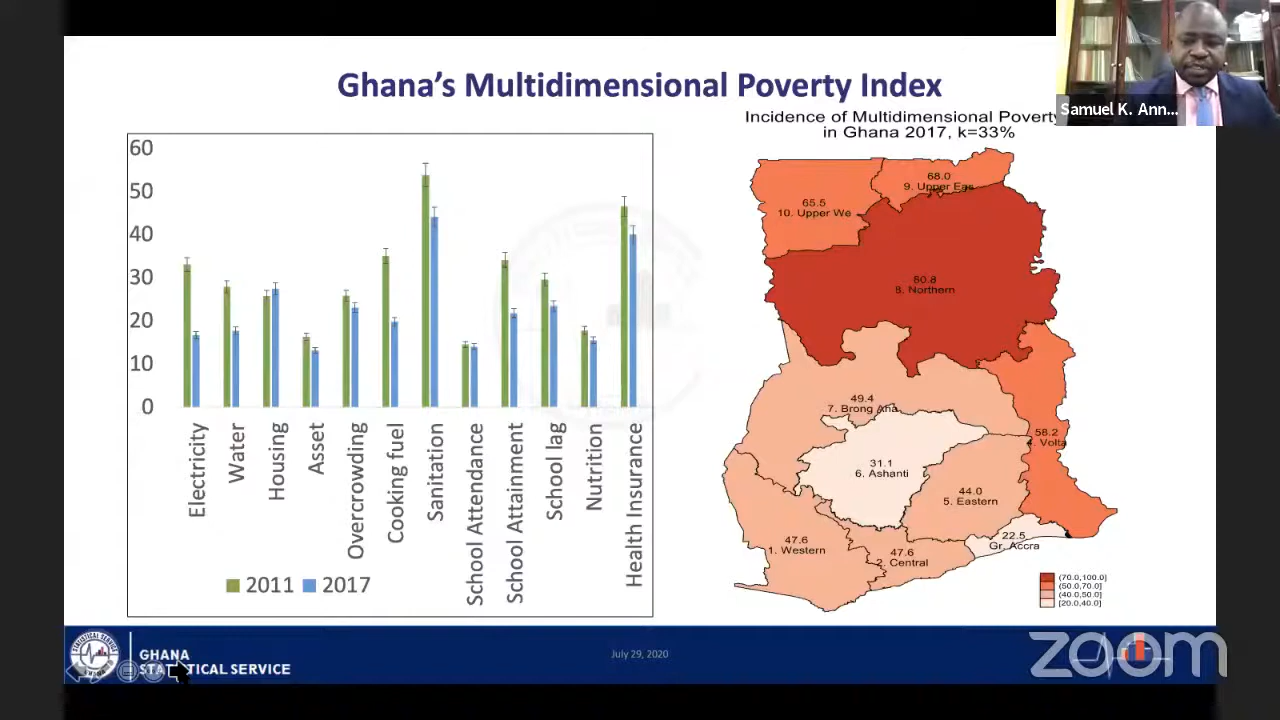 Ghana's Multidimensional Poverty Index
Samuel K. Ann...
Incidence of Multidimensional Poverty
in Ghana 2017, k=33%
60
50
40
30
20
10
0
Electricity
Water
Housing
Asset
Overcrowding
Cooking fuel
Sanitation
School Attendance
School Attainment
School lag
Nutrition
Health Insurance
2011
2017
68.0
9. Upper Eas
65.5
10. Upper We
80.8
8. Northern
49.4
7. Brong Aha
58.2
4. Volta
31.1
6. Ashanti
44.0
5. Eastern
22.5
Gr. Accra
47.6
1. Western
47.6
2. Central
(70.0,100.0]
(50.0,70.0]
(40.0,50.0]
[20.0,40.0]
GHANA
STATISTICAL SERVICE
July 29, 2020
zoom